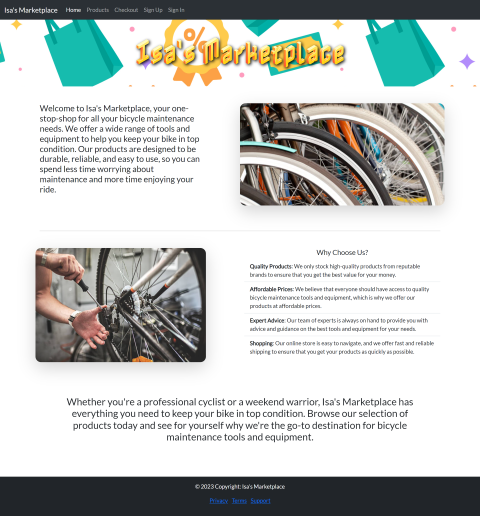 Isa's Marketplace Home Products Checkout Sign Up Sign In
Isa's Marketplace
Welcome to Isa's Marketplace, your one-
stop-shop for all your bicycle maintenance
needs. We offer a wide range of tools and
equipment to help you keep your bike in top
condition. Our products are designed to be
durable, reliable, and easy to use, so you can
spend less time worrying about
maintenance and more time enjoying your
ride.
Why Choose Us?
Quality Products: We only stock high-quality products from reputable
brands to ensure that you get the best value for your money.
Affordable Prices: We believe that everyone should have access to quality
bicycle maintenance tools and equipment, which is why we offer our
products at affordable prices.
Expert Advice: Our team of experts is always on hand to provide you with
advice and guidance on the best tools and equipment for your needs.
Shopping: Our online store is easy to navigate, and we offer fast and reliable
shipping to ensure that you get your products as quickly as possible.
Whether you're a professional cyclist or a weekend warrior, Isa's Marketplace has
everything you need to keep your bike in top condition. Browse our selection of
products today and see for yourself why we're the go-to destination for bicycle
maintenance tools and equipment.
© 2023 Copyright: Isa's Marketplace
Privacy Terms Support